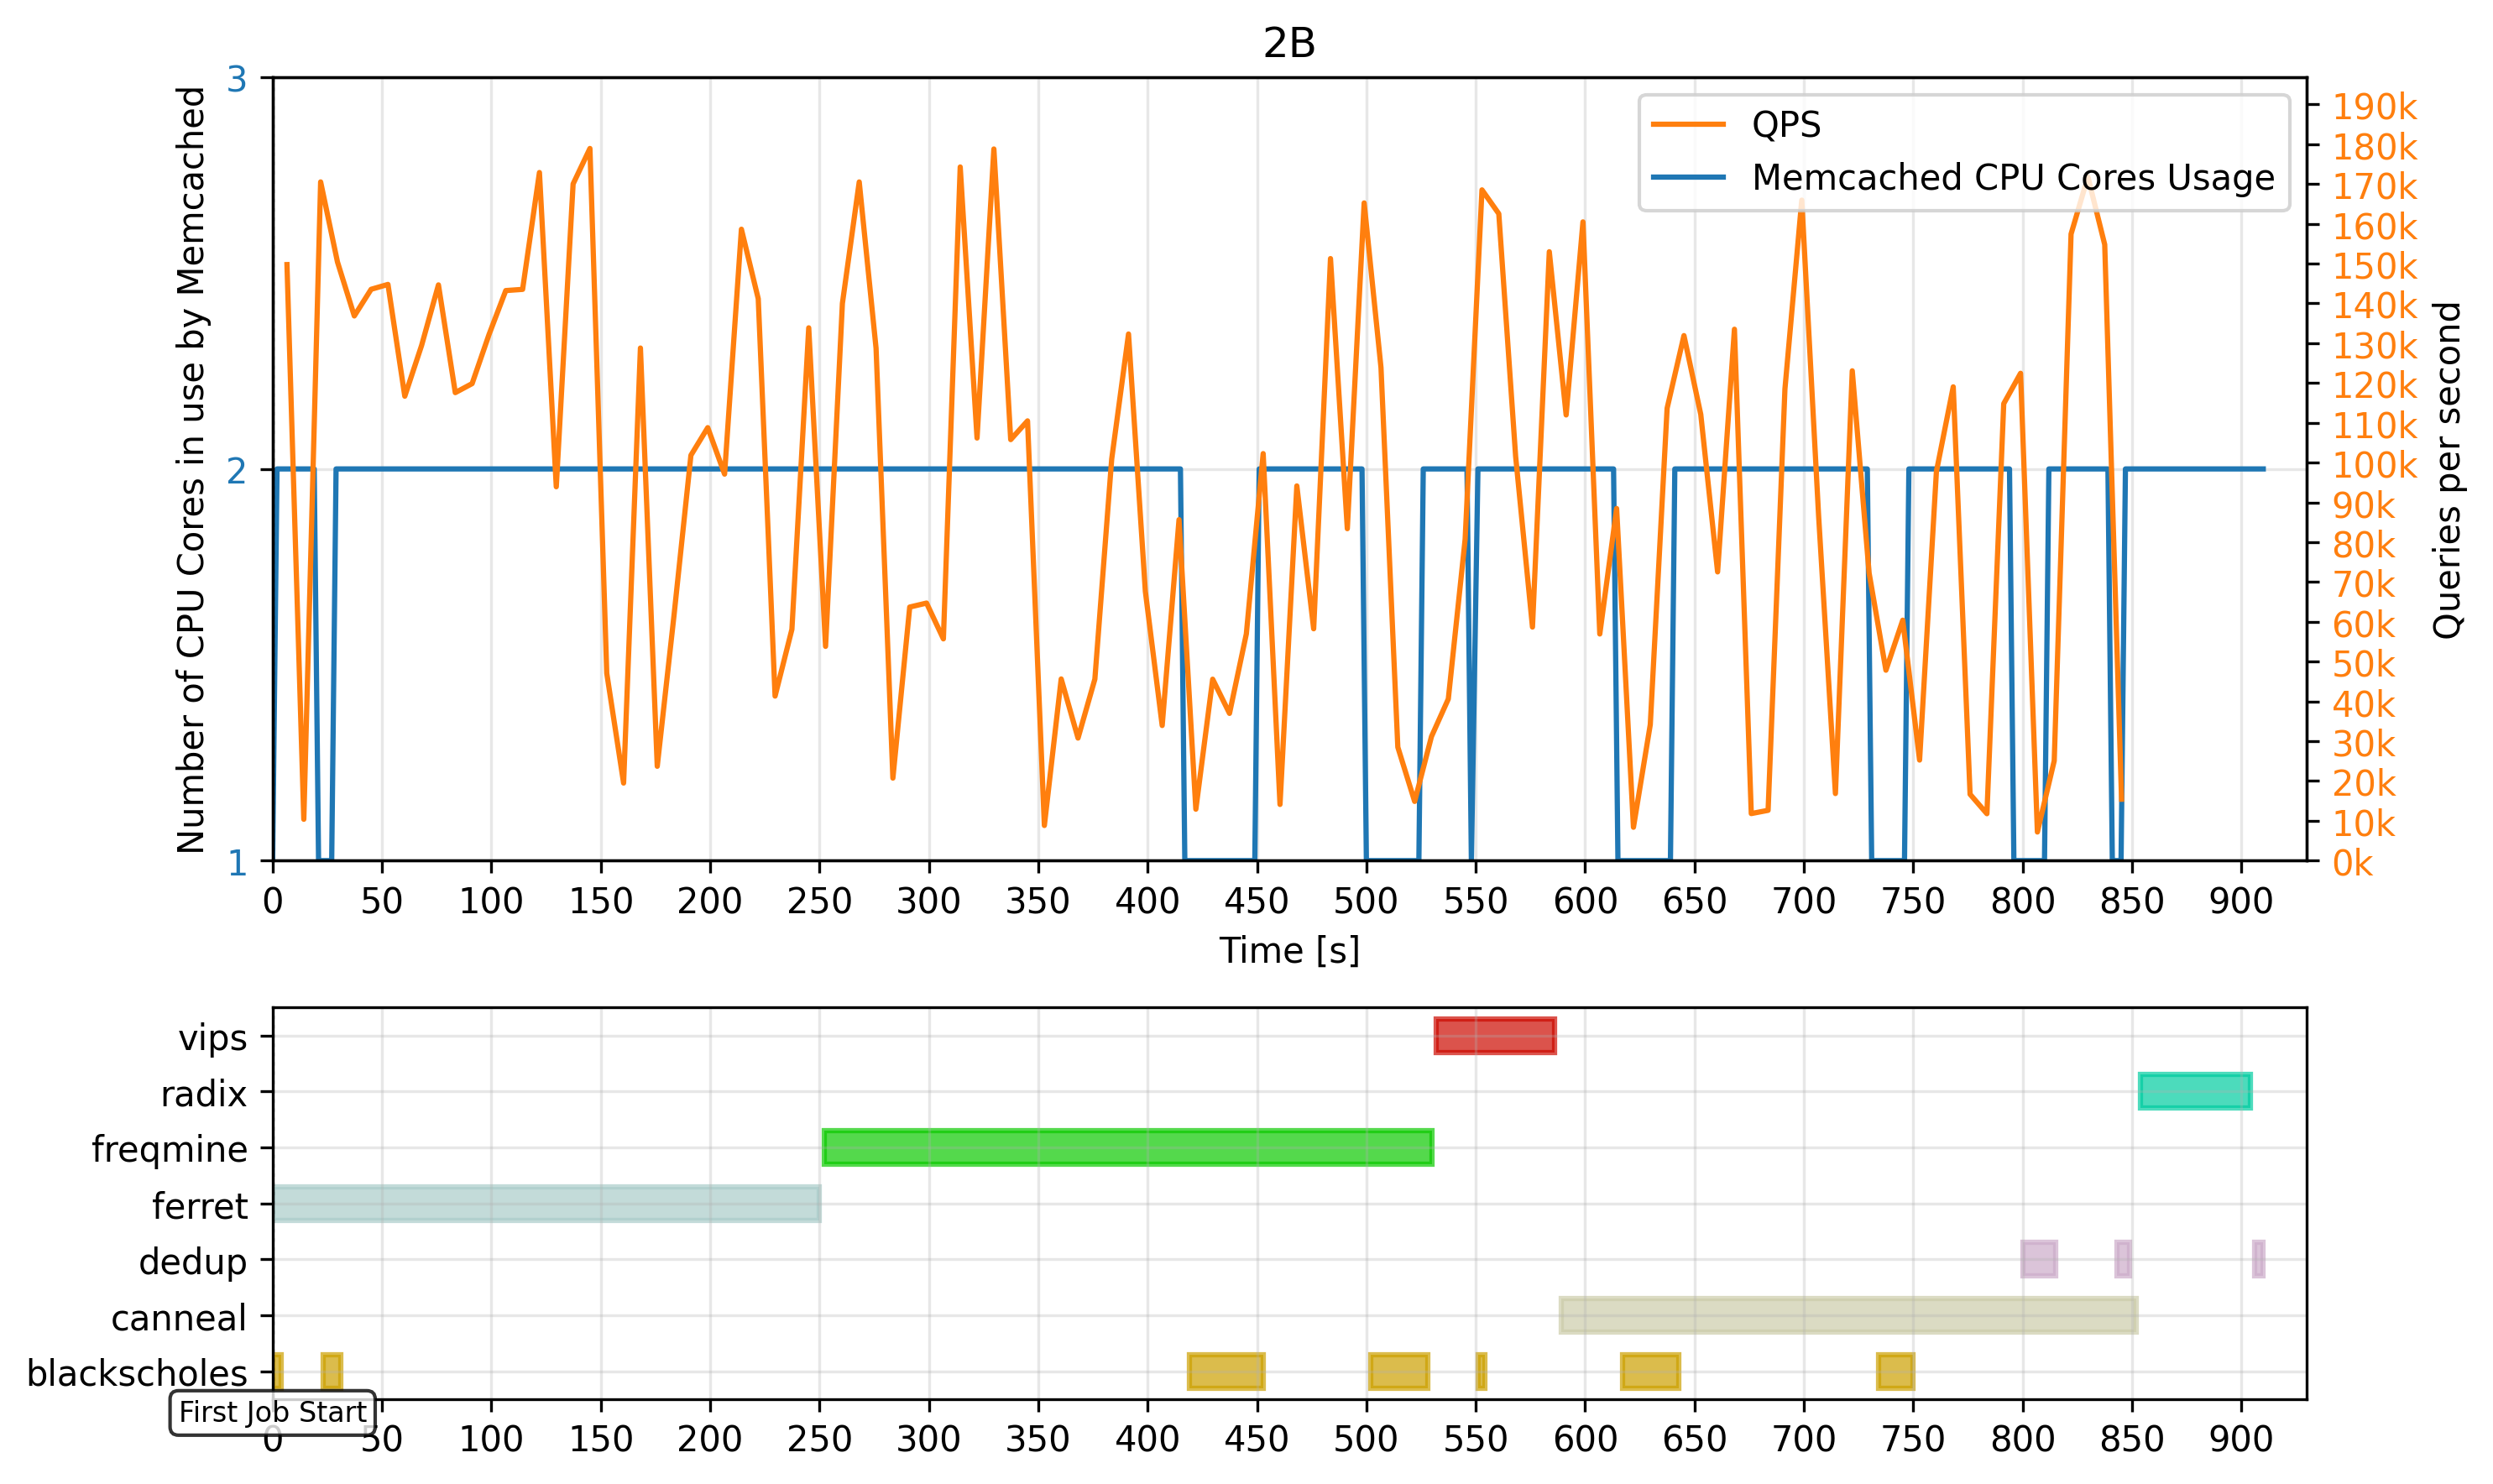 2B
Number of CPU Cores in use by Memcached
3
2
1
QPS
Memcached CPU Cores Usage
190k
180k
170k
160k
150k
140k
130k
120k
110k
100k
90k
80k
70k
60k
50k
40k
30k
20k
10k
0k
Queries per second
0 50 100 150 200 250 300 350 400 450 500 550 600 650 700 750 800 850 900
Time [s]
vips
radix
freqmine
ferret
dedup
canneal
blackscholes
First Job Start
0 50 100 150 200 250 300 350 400 450 500 550 600 650 700 750 800 850 900